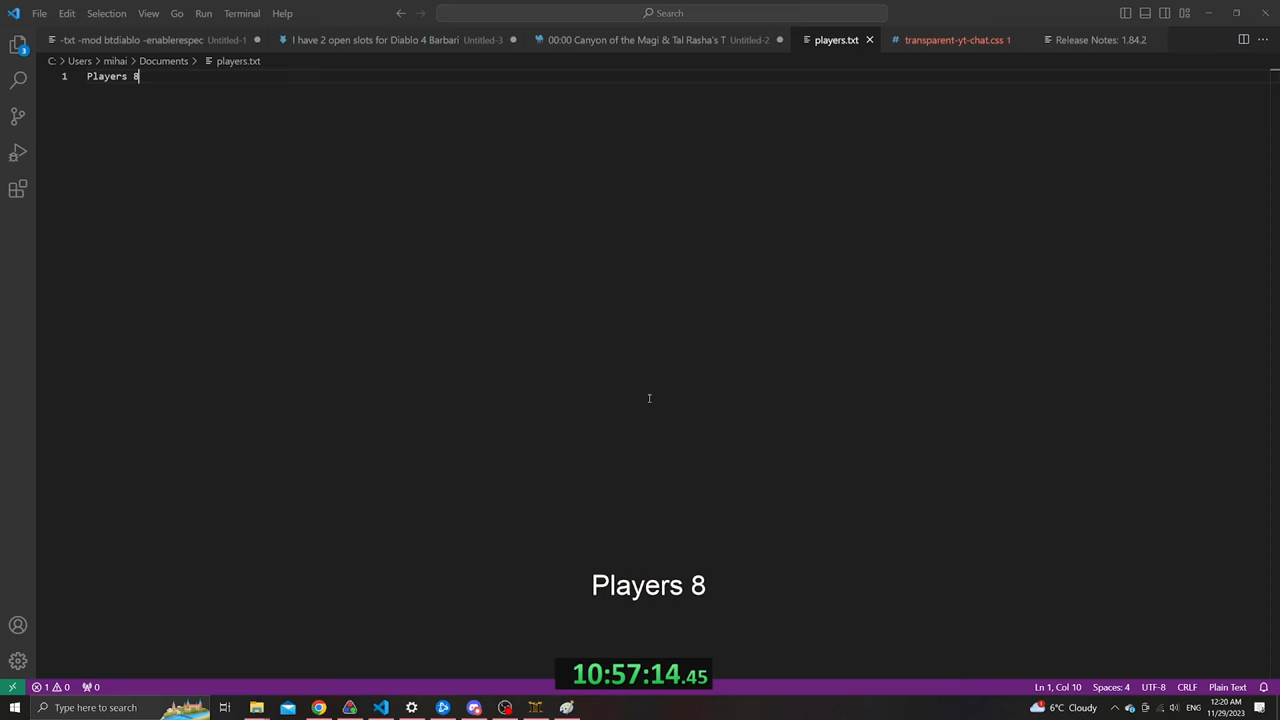 File Edit Selection View Go Run Terminal Help
Search
-txt -mod btdiablo -enablerespec Untitled-1
I have 2 open slots for Diablo 4 Barbari Untitled-3
00:00 Canyon of the Magi & Tal Rasha's T Untitled-2
players.txt
# transparent-yt-chat.css 1
Release Notes: 1.84.2
3
C: > Users > mihai > Documents > players.txt
1 Players 8
Players 8
10:57:14.45
1 0 0
Ln 1, Col 10 Spaces: 4 UTF-8 CRLF Plain Text
Type here to search
6°C Cloudy
ENG
12:20 AM
11/29/2023